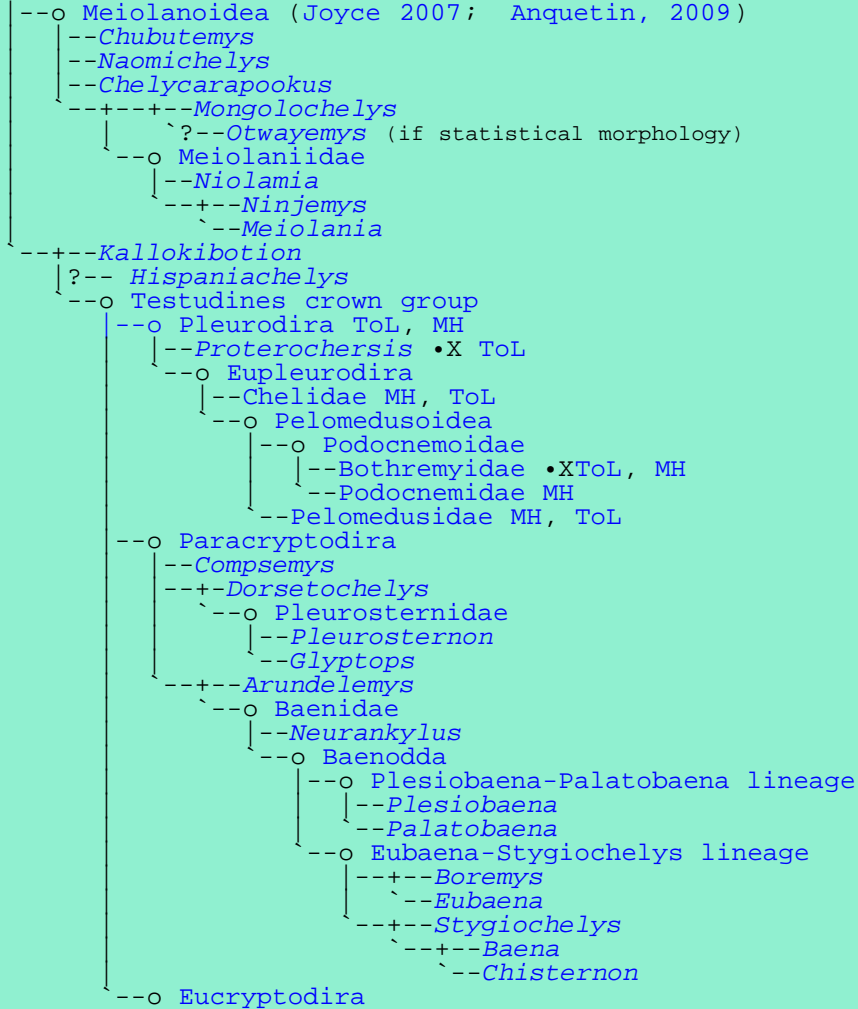 |--o Meiolanoidea (Joyce 2007;  Anquetin, 2009)
|  |--Chubutemys
|  |--Naomichelys
|  |--Chelycarapookus
|  `--+--+--Mongolochelys
|     |  `?--Otwayemys (if statistical morphology)
|     `--o Meiolaniidae
|        |--Niolamia
|        `--+--Ninjemys
|           `--Meiolania
`--+--Kallokibotion
   |?-- Hispaniachelys
   `--o Testudines crown group
      |--o Pleurodira ToL, MH
      |  |--Proterochersis •X ToL
      |  `--o Eupleurodira
      |     |--Chelidae MH, ToL
      |     `--o Pelomedusoidea
      |        |--o Podocnemoidae
      |        |  |--Bothremyidae •XToL, MH
      |        |  `--Podocnemidae MH
      |        `--Pelomedusidae MH, ToL
      |--o Paracryptodira
      |  |--Compsemys
      |  |--+-Dorsetochelys
      |  |  `--o Pleurosternidae
      |  |     |--Pleurosternon
      |  |     `--Glyptops
      |  `--+--Arundelemys
      |     `--o Baenidae
      |        |--Neurankylus
      |        `--o Baenodda
      |           |--o Plesiobaena-Palatobaena lineage
      |           |  |--Plesiobaena
      |           |  `--Palatobaena
      |           `--o Eubaena-Stygiochelys lineage
      |              |--+--Boremys
      |              |  `--Eubaena
      |              `--+--Stygiochelys
      |                 `--+--Baena
      |                    `--Chisternon
      `--o Eucryptodira